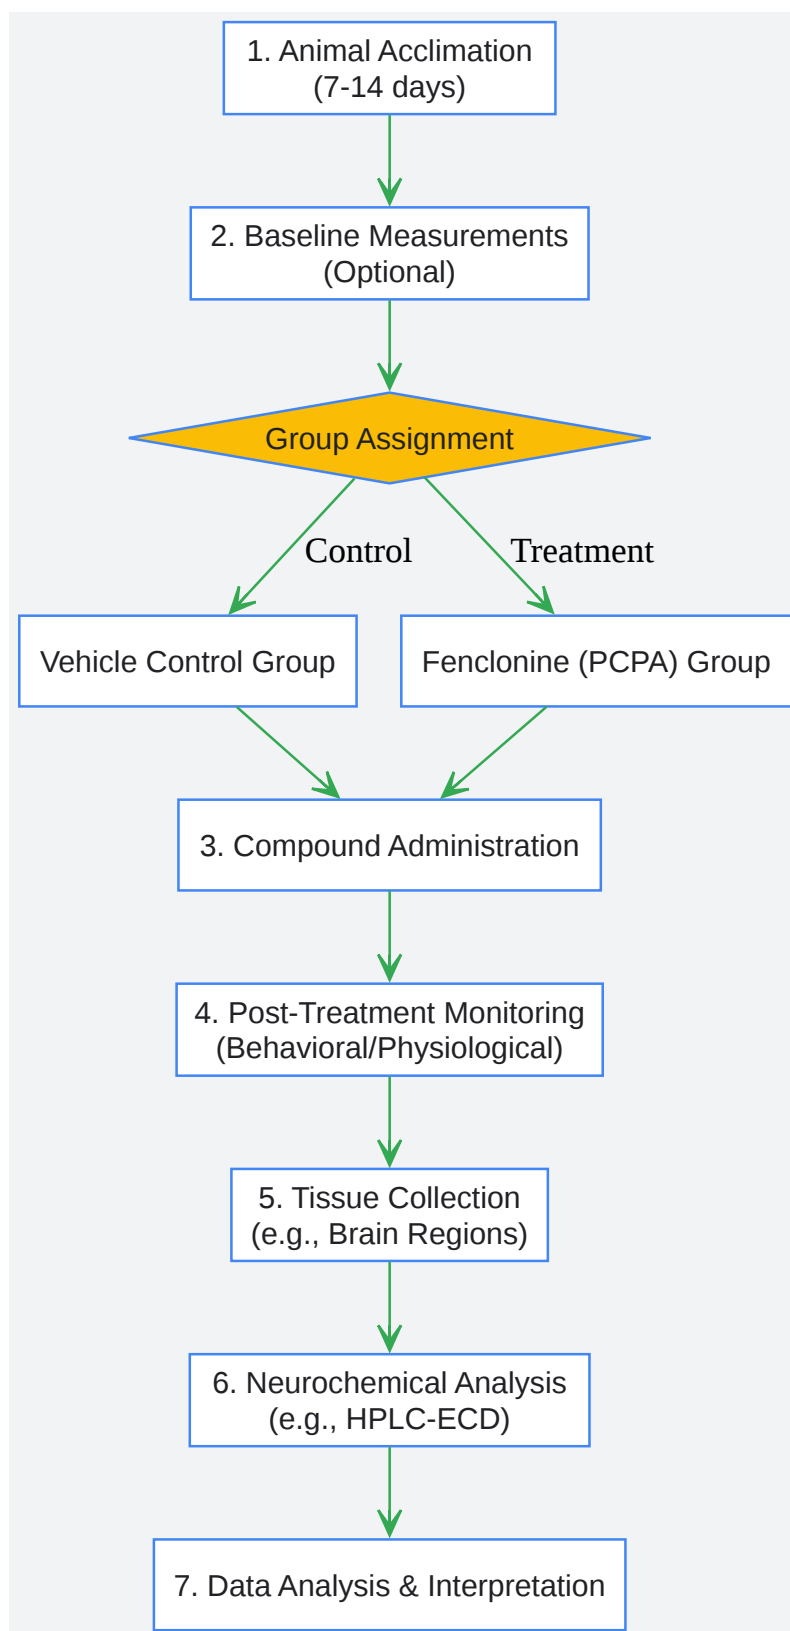 1. Animal Acclimation
(7-14 days)
2. Baseline Measurements
(Optional)
Group Assignment
Control
Treatment
Vehicle Control Group
Fenclonine (PCPA) Group
3. Compound Administration
4. Post-Treatment Monitoring
(Behavioral/Physiological)
5. Tissue Collection
(e.g., Brain Regions)
6. Neurochemical Analysis
(e.g., HPLC-ECD)
7. Data Analysis & Interpretation